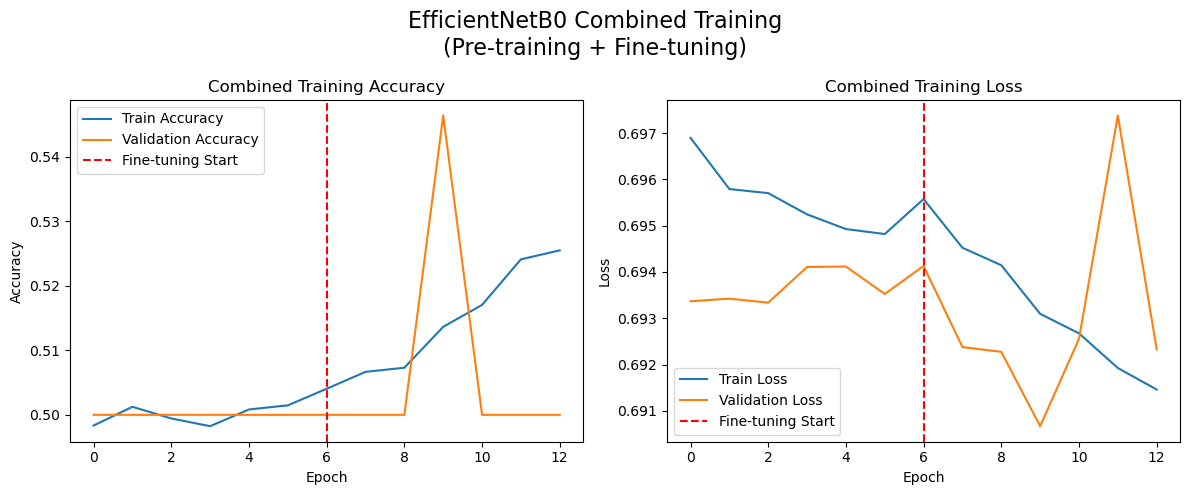 EfficientNetB0 Combined Training
(Pre-training + Fine-tuning)
Combined Training Accuracy
Train Accuracy
Validation Accuracy
Fine-tuning Start
Accuracy
0.54
0.53
0.52
0.51
0.50
0 2 4 6 8 10 12
Epoch
Combined Training Loss
Loss
0.697
0.696
0.695
0.694
0.693
0.692
0.691
Train Loss
Validation Loss
Fine-tuning Start
0 2 4 6 8 10 12
Epoch